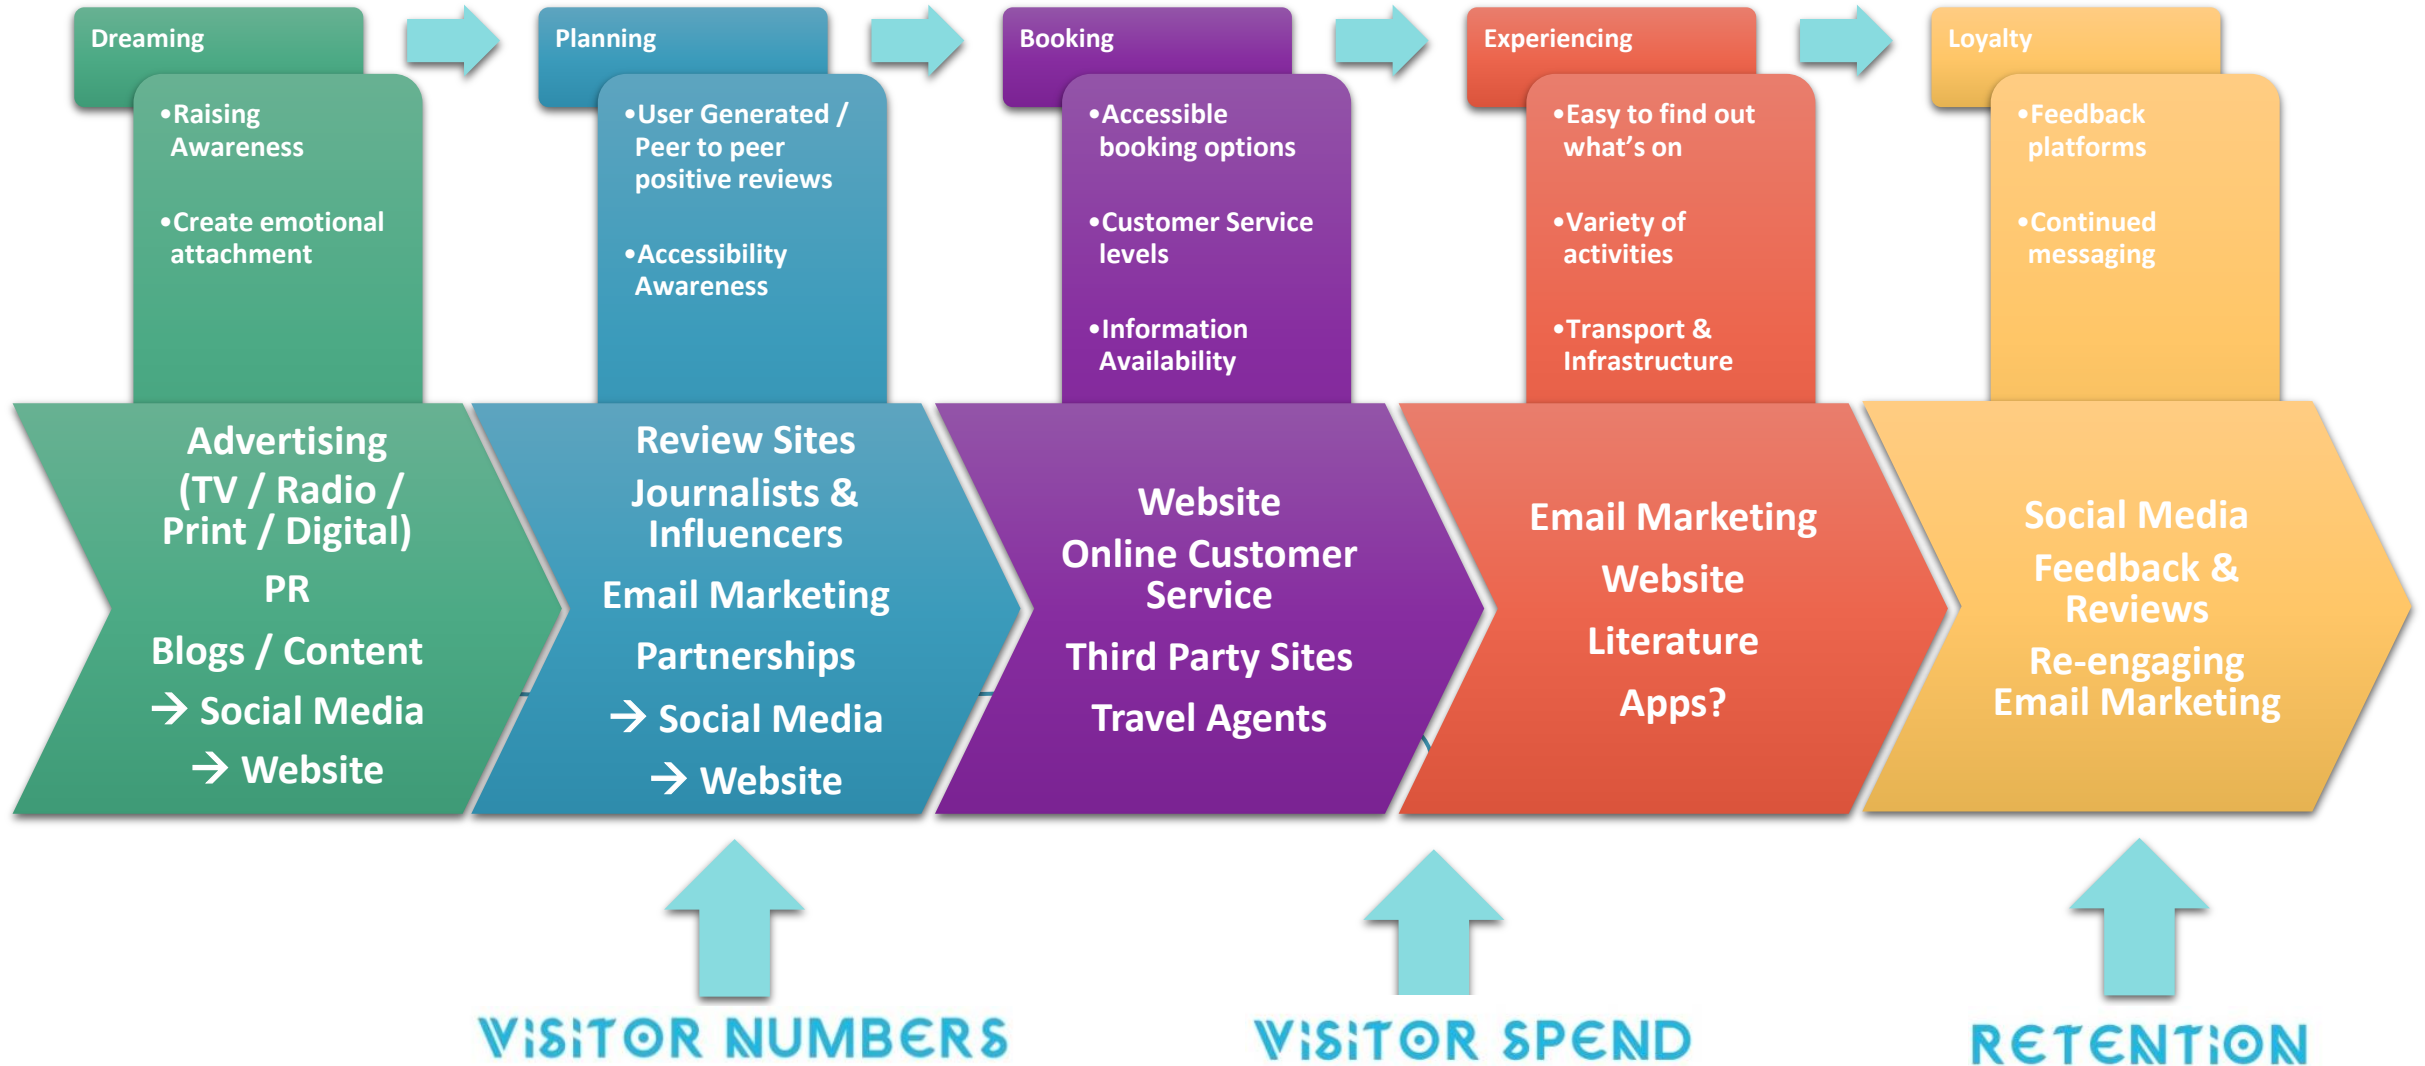 Dreaming
•Raising
Awareness
•Create emotional
attachment
Planning
•User Generated /
Peer to peer
positive reviews
•Accessibility
Awareness
Booking
•Accessible
booking options
•Customer Service
levels
•Information
Availability
Experiencing
•Easy to find out
what’s on
•Variety of
activities
•Transport &
Infrastructure
Loyalty
•Feedback
platforms
•Continued
messaging
Advertising
(TV / Radio /
Print / Digital)
PR
Blogs / Content
→ Social Media
→ Website
Review Sites
Journalists &
Influencers
Email Marketing
Partnerships
→ Social Media
→ Website
Website
Online Customer
Service
Third Party Sites
Travel Agents
Email Marketing
Website
Literature
Apps?
Social Media
Feedback &
Reviews
Re-engaging
Email Marketing
VISITOR NUMBERS
VISITOR SPEND
RETENTION